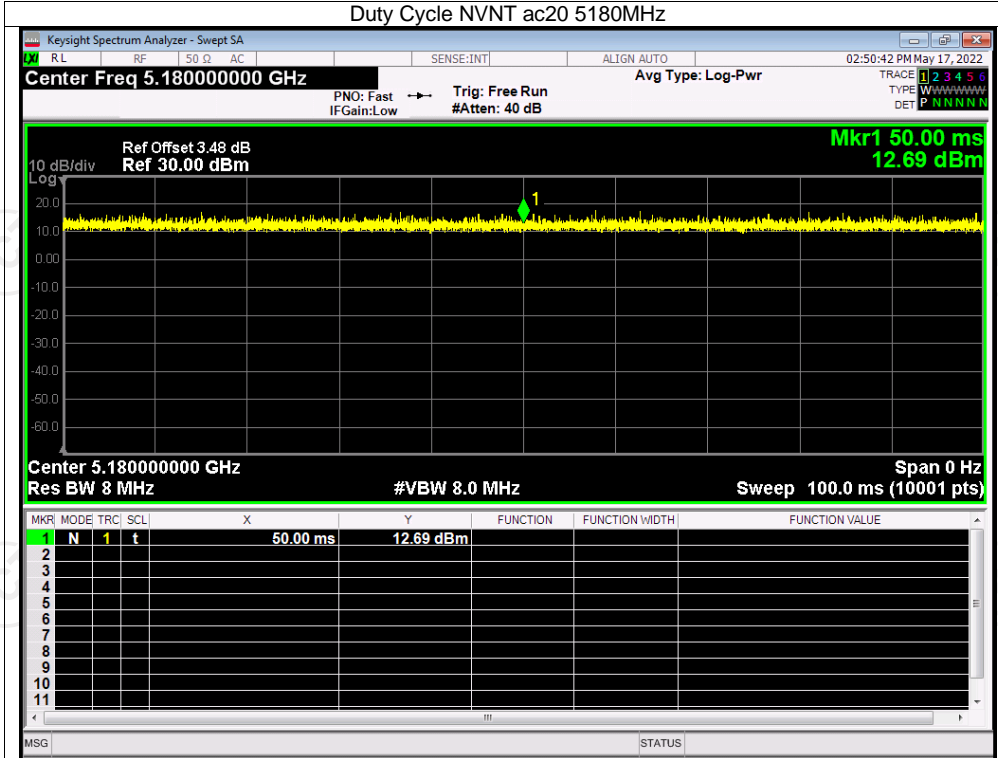 Duty Cycle NVNT ac20 5180MHz
Keysight Spectrum Analyzer - Swept SA
LXI RL RF 50 Ω AC SENSE:INT ALIGN AUTO 02:50:42 PM May 17, 2022
Center Freq 5.180000000 GHz Avg Type: Log-Pwr TRACE 1 2 3 4 5 6
PNO: Fast Trig: Free Run TYPE WWWWWW
IFGain:Low #Atten: 40 dB DET P N N N N N
Mkr1 50.00 ms
Ref Offset 3.48 dB
10 dB/div Ref 30.00 dBm 12.69 dBm
Log
1
20.0
10.0
0.00
-10.0
-20.0
-30.0
-40.0
-50.0
-60.0
Center 5.180000000 GHz Span 0 Hz
Res BW 8 MHz #VBW 8.0 MHz Sweep 100.0 ms (10001 pts)
MKR MODE TRC SCL X Y FUNCTION FUNCTION WIDTH FUNCTION VALUE
1 N 1 t 50.00 ms 12.69 dBm
2
3
4
5
6
7
8
9
10
11
MSG STATUS